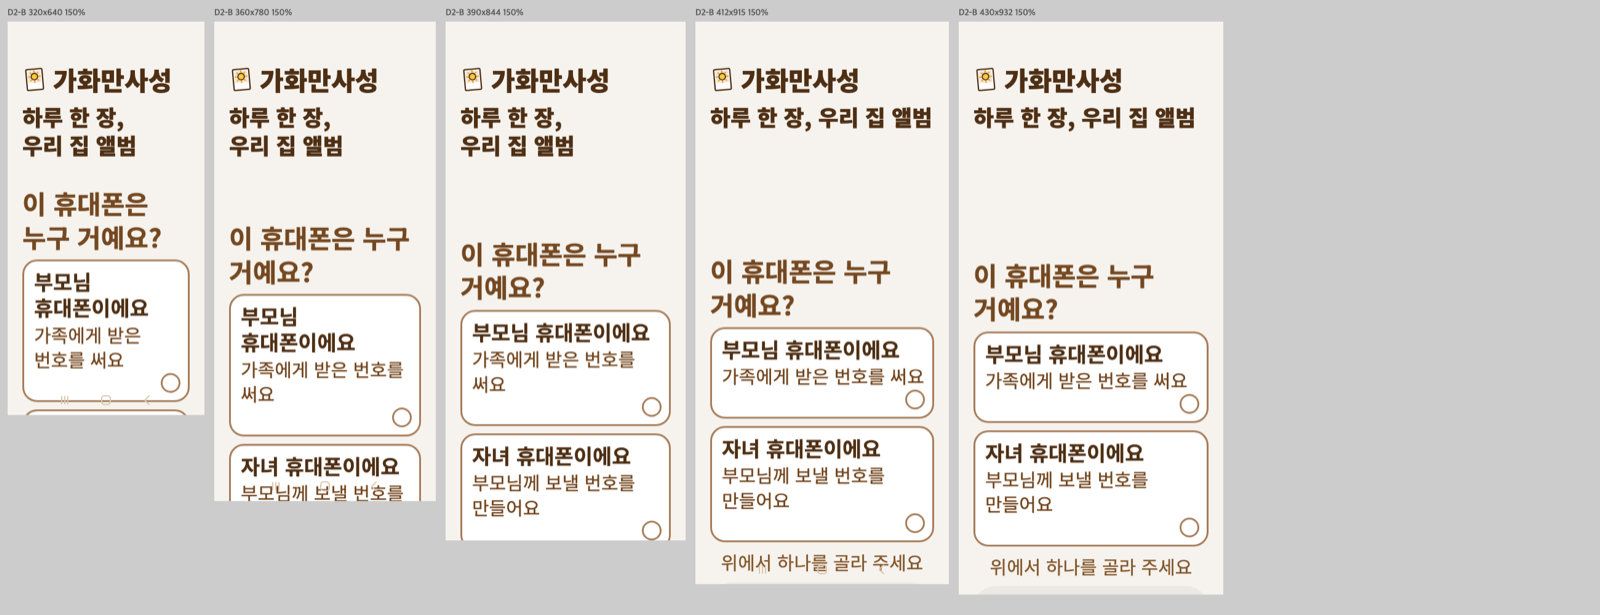 D2-B 320x640 150%
가화만사성
하루 한 장,
우리 집 앨범
이 휴대폰은
누구 거예요?
부모님
휴대폰이에요
가족에게 받은
번호를 써요
D2-B 360x780 150%
가화만사성
하루 한 장,
우리 집 앨범
이 휴대폰은 누구
거예요?
부모님
휴대폰이에요
가족에게 받은 번호를
써요
자녀 휴대폰이에요
부모님께 보낼 번호를
D2-B 390x844 150%
가화만사성
하루 한 장,
우리 집 앨범
이 휴대폰은 누구
거예요?
부모님 휴대폰이에요
가족에게 받은 번호를
써요
자녀 휴대폰이에요
부모님께 보낼 번호를
만들어요
D2-B 412x915 150%
가화만사성
하루 한 장, 우리 집 앨범
이 휴대폰은 누구
거예요?
부모님 휴대폰이에요
가족에게 받은 번호를 써요
자녀 휴대폰이에요
부모님께 보낼 번호를
만들어요
위에서 하나를 골라 주세요
D2-B 430x932 150%
가화만사성
하루 한 장, 우리 집 앨범
이 휴대폰은 누구
거예요?
부모님 휴대폰이에요
가족에게 받은 번호를 써요
자녀 휴대폰이에요
부모님께 보낼 번호를
만들어요
위에서 하나를 골라 주세요